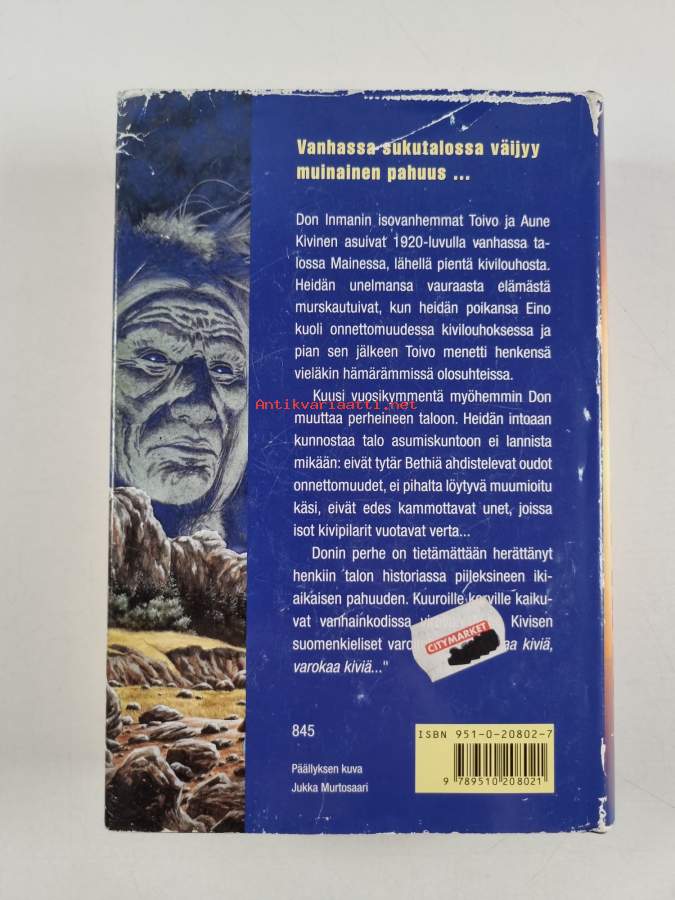 Vanhassa sukutalossa väijyy
muinainen pahuus ...
Don Inmanin isovanhemmat Toivo ja Aune
Kivinen asuivat 1920-luvulla vanhassa ta-
lossa Mainessa, lähellä pientä kivilouhosta.
Heidän unelmansa vauraasta elämästä
murskautuivat, kun heidän poikansa Eino
kuoli onnettomuudessa kivilouhoksessa ja
pian sen jälkeen Toivo menetti henkensä
vieläkin hämärämmissä olosuhteissa.
Antikvariaatti.net
Kuusi vuosikymmentä myöhemmin Don
muuttaa perheineen taloon. Heidän intoaan
kunnostaa talo asumiskuntoon ei lannista
mikään: eivät tytär Bethiä ahdistelevat oudot
onnettomuudet, ei pihalta löytyvä muumioitu
käsi, eivät edes kammottavat unet, joissa
isot kivipilarit vuotavat verta...
Donin perhe on tietämättään herättänyt
henkiin talon historiassa piileksineen iki-
aikaisen pahuuden. Kuuroille korville kaiku-
vat vanhainkodissa Kivisen
suomenkieliset kiviä,
varokaa kiviä..."
CITYMARKET
845
Päällyksen kuva
Jukka Murtosaari
ISBN 951-0-20802-7
9 789510 208021